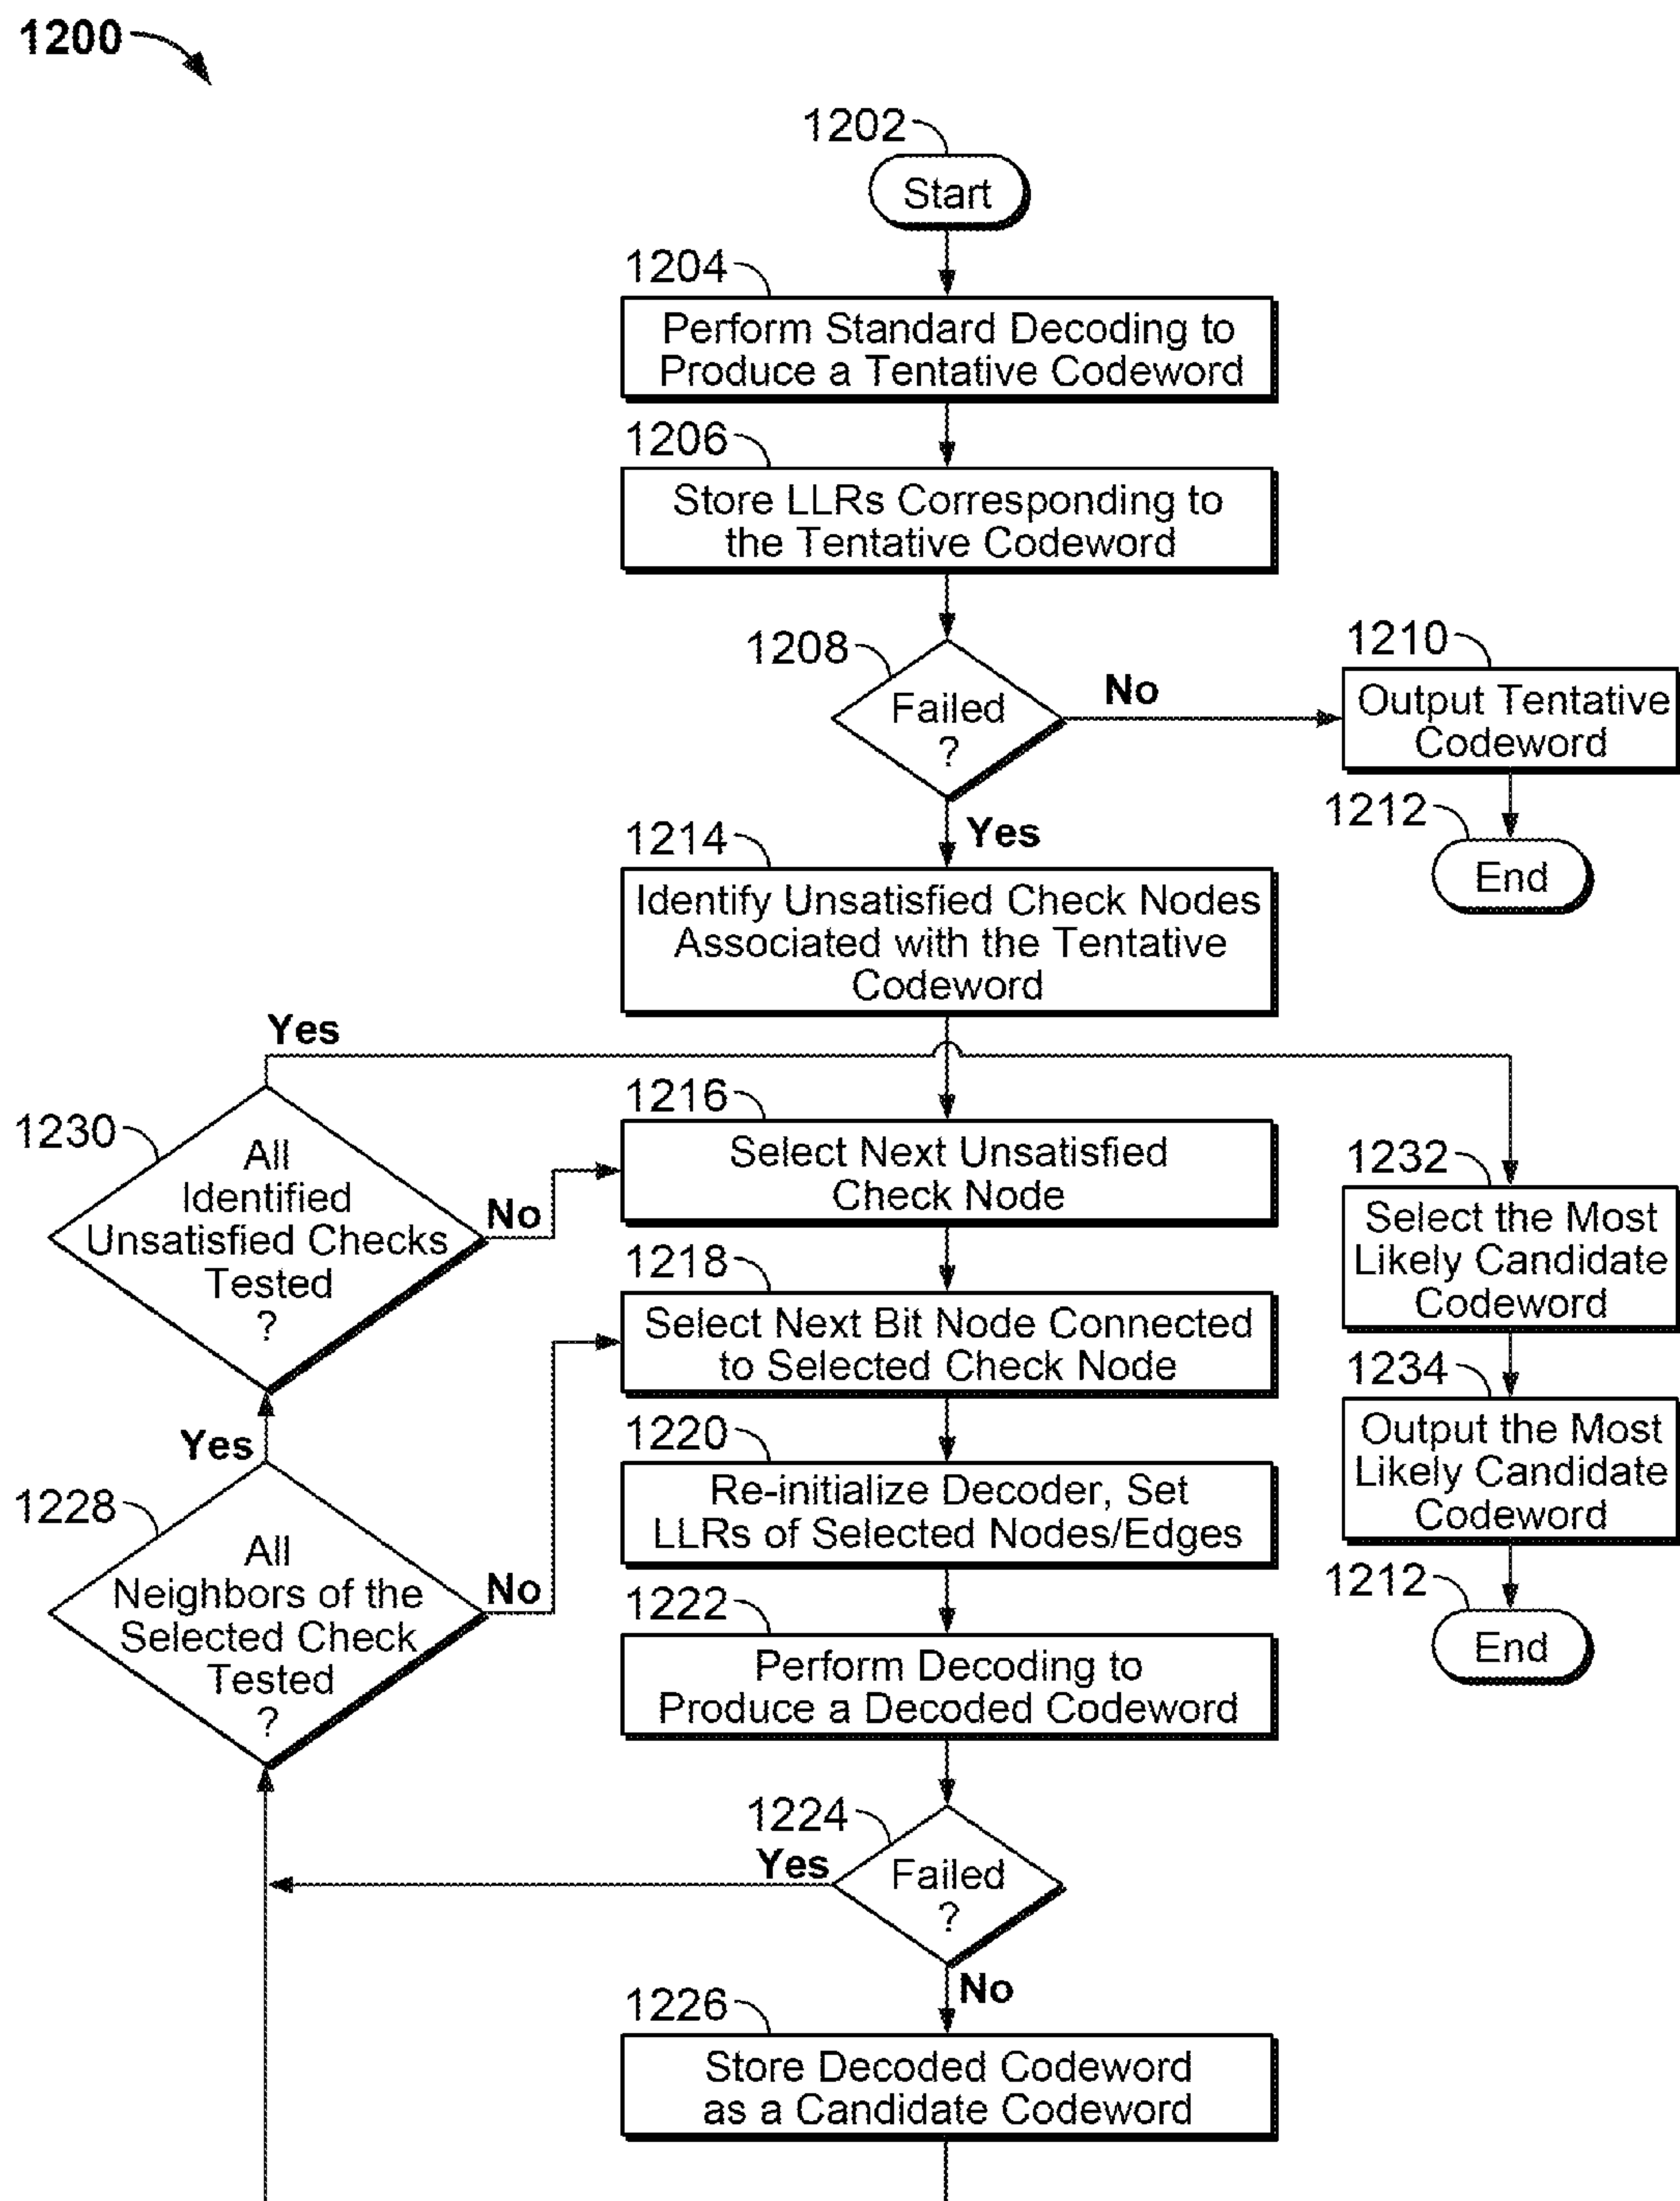 1200
1202
Start
1204
Perform Standard Decoding to
Produce a Tentative Codeword
1206
Store LLRs Corresponding to
the Tentative Codeword
1208
Failed
?
No
1210
Output Tentative
Codeword
1212
End
Yes
1214
Identify Unsatisfied Check Nodes
Associated with the Tentative
Codeword
Yes
1230
All
Identified
Unsatisfied Checks
Tested
?
No
1216
Select Next Unsatisfied
Check Node
1218
Select Next Bit Node Connected
to Selected Check Node
1220
Re-initialize Decoder, Set
LLRs of Selected Nodes/Edges
1222
Perform Decoding to
Produce a Decoded Codeword
1232
Select the Most
Likely Candidate
Codeword
1234
Output the Most
Likely Candidate
Codeword
1212
End
Yes
1228
All
Neighbors of the
Selected Check
Tested
?
No
1224
Failed
?
Yes
No
1226
Store Decoded Codeword
as a Candidate Codeword